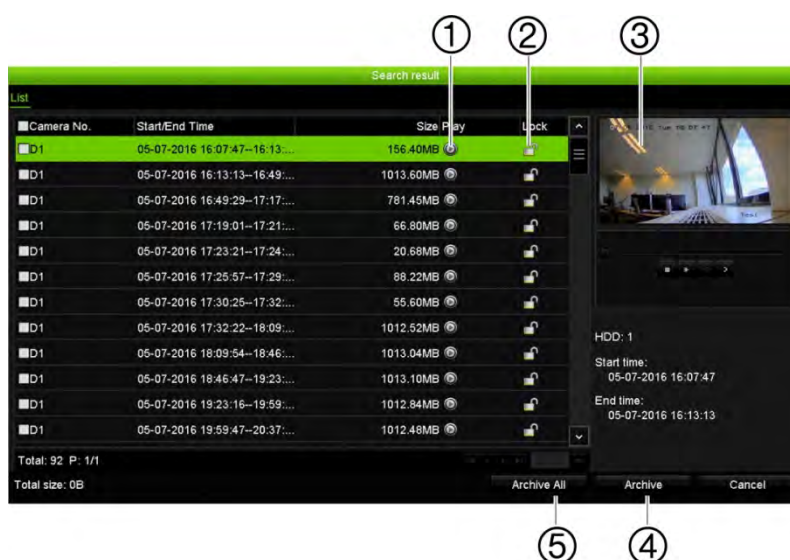 ① ② ③
Search result
List
Camera No. Start/End Time Size Play Lock
D1 05-07-2016 16:07:47--16:13:... 156.40MB
D1 05-07-2016 16:13:13--16:49:... 1013.60MB
D1 05-07-2016 16:49:29--17:17:... 781.45MB
D1 05-07-2016 17:19:01--17:21:... 66.80MB
D1 05-07-2016 17:23:21--17:24:... 20.68MB
D1 05-07-2016 17:25:57--17:29:... 88.22MB
D1 05-07-2016 17:30:25--17:32:... 55.60MB
D1 05-07-2016 17:32:22--18:09:... 1012.52MB
D1 05-07-2016 18:09:54--18:46:... 1013.04MB
D1 05-07-2016 18:46:47--19:23:... 1013.10MB
D1 05-07-2016 19:23:16--19:59:... 1012.84MB
D1 05-07-2016 19:59:47--20:37:... 1012.48MB
HDD: 1
Start time:
05-07-2016 16:07:47
End time:
05-07-2016 16:13:13
Total: 92 P: 1/1
Total size: 0B
Archive All Archive Cancel
⑤ ④